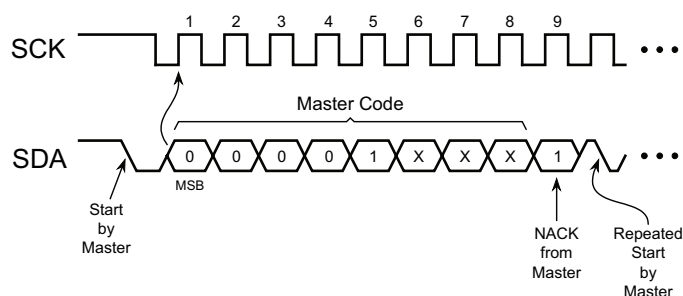 1 2 3 4 5 6 7 8 9
SCK
Master Code
SDA
0 0 0 0 1 X X X 1
MSB
Start
by
Master
NACK
from
Master
Repeated
Start
by
Master